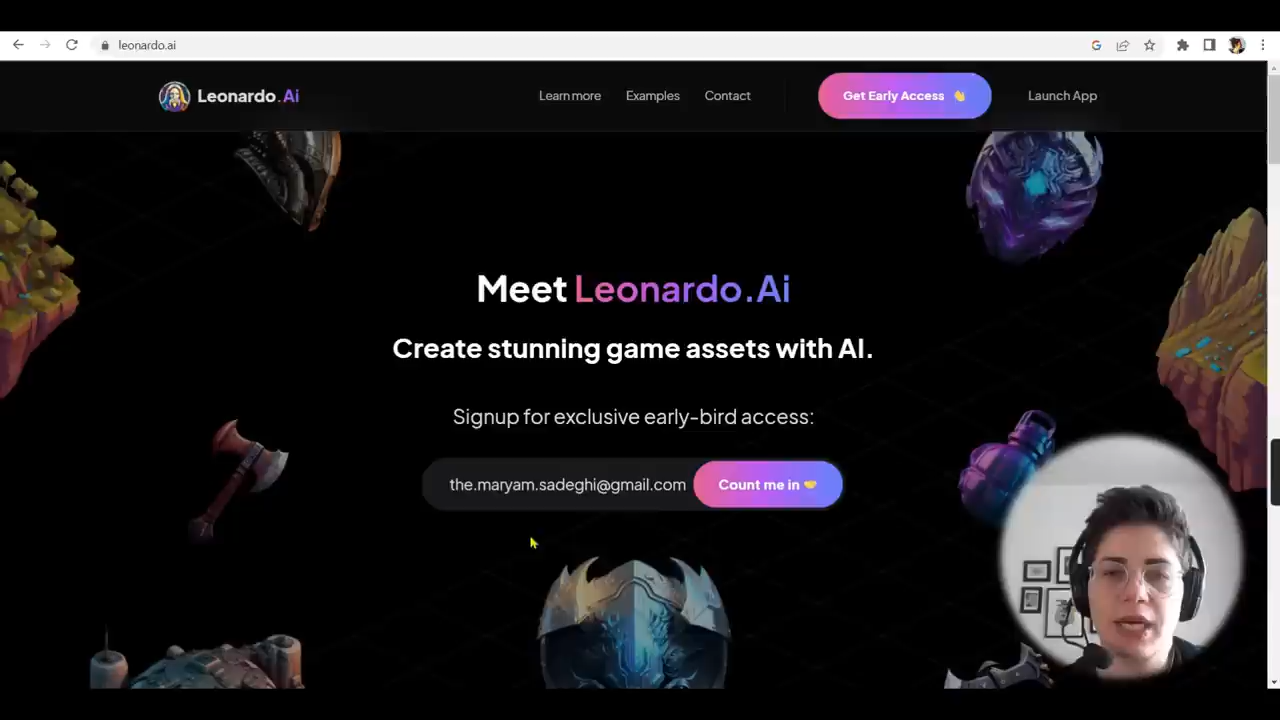 leonardo.ai
Leonardo.Ai
Learn more
Examples
Contact
Get Early Access 👋
Launch App
Meet Leonardo.Ai
Create stunning game assets with AI.
Signup for exclusive early-bird access:
the.maryam.sadeghi@gmail.com
Count me in 🤝